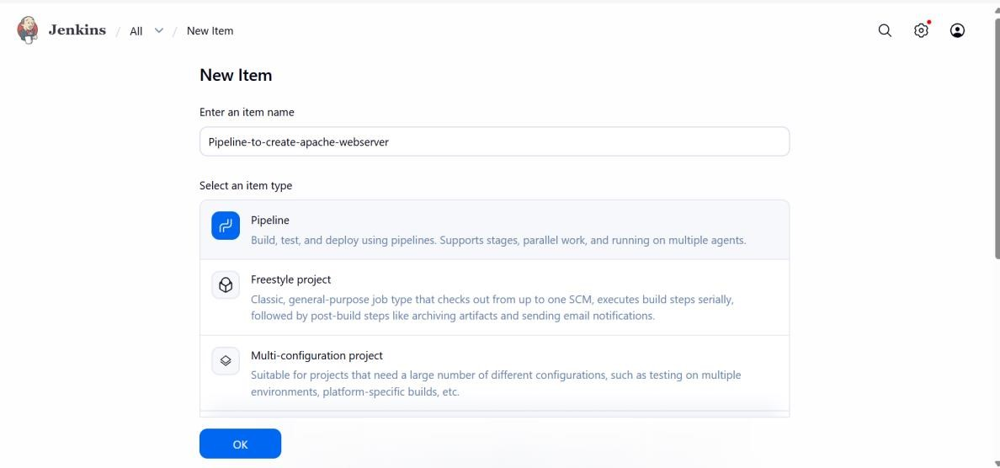 Jenkins / All / New Item
New Item
Enter an item name
Pipeline-to-create-apache-webserver
Select an item type
Pipeline
Build, test, and deploy using pipelines. Supports stages, parallel work, and running on multiple agents.
Freestyle project
Classic, general-purpose job type that checks out from up to one SCM, executes build steps serially,
followed by post-build steps like archiving artifacts and sending email notifications.
Multi-configuration project
Suitable for projects that need a large number of different configurations, such as testing on multiple
environments, platform-specific builds, etc.
OK